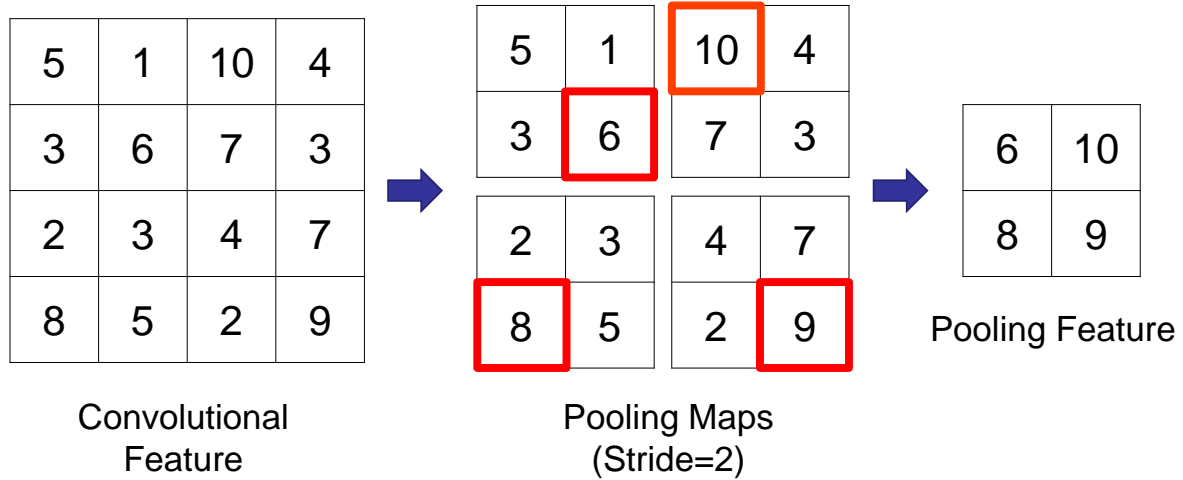 5 1 10 4
3 6 7 3
2 3 4 7
8 5 2 9
Convolutional
Feature
5 1 10 4
3 6 7 3
2 3 4 7
8 5 2 9
Pooling Maps
(Stride=2)
6 10
8 9
Pooling Feature